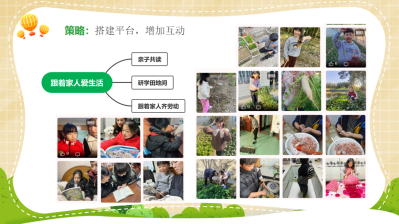 策略：搭建平台，增加互动
亲子共读
跟着家人爱生活
研学田地间
跟着家人齐劳动